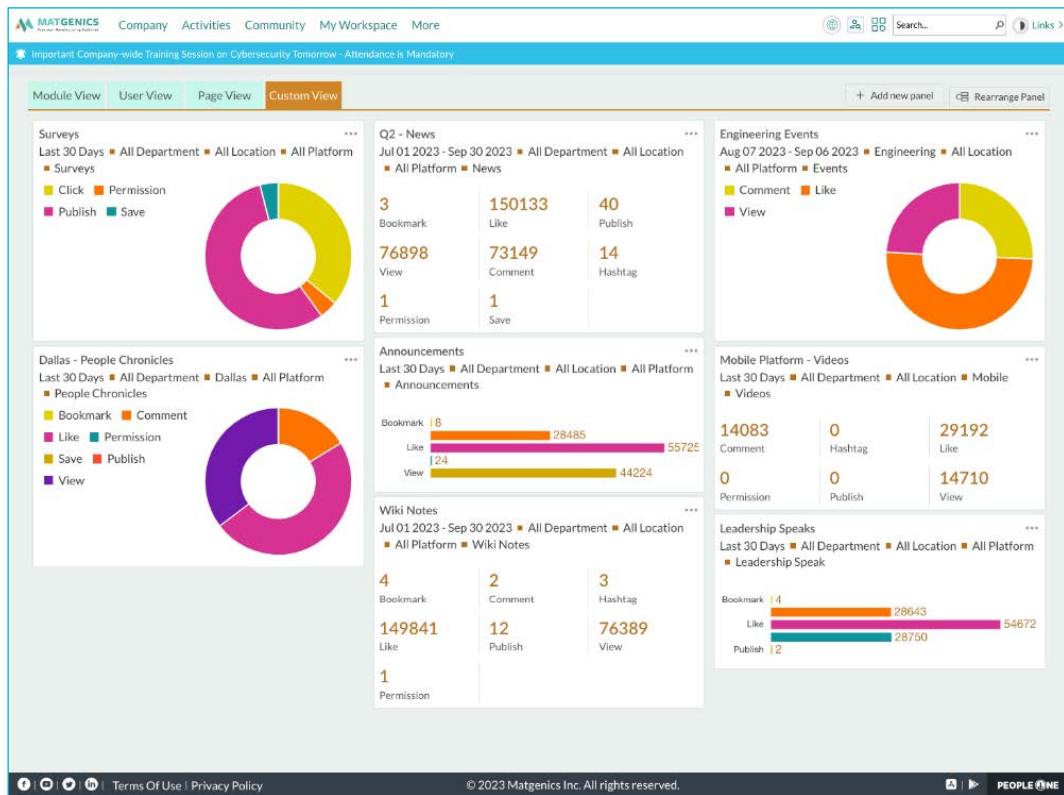 MATGENICS Company Activities Community My Workspace More Search... Links >
Important Company-wide Training Session on Cybersecurity Tomorrow - Attendance is Mandatory
Module View User View Page View Custom View + Add new panel Rearrange Panel
Surveys
Last 30 Days ■ All Department ■ All Location ■ All Platform
■ Surveys
Click Permission
Publish Save
Dallas - People Chronicles
Last 30 Days ■ All Department ■ Dallas ■ All Platform
■ People Chronicles
Bookmark Comment
Like Permission
Save Publish
View
Q2 - News
Jul 01 2023 - Sep 30 2023 ■ All Department ■ All Location
■ All Platform ■ News
3 150133 40
Bookmark Like Publish
76898 73149 14
View Comment Hashtag
1 1
Permission Save
Announcements
Last 30 Days ■ All Department ■ All Location ■ All Platform
■ Announcements
Bookmark 8
28485
Like 55725
24
View 44224
Wiki Notes
Jul 01 2023 - Sep 30 2023 ■ All Department ■ All Location
■ All Platform ■ Wiki Notes
4 2 3
Bookmark Comment Hashtag
149841 12 76389
Like Publish View
1
Permission
Engineering Events
Aug 07 2023 - Sep 06 2023 ■ Engineering ■ All Location
■ All Platform ■ Events
Comment Like
View
Mobile Platform - Videos
Last 30 Days ■ All Department ■ All Location ■ Mobile
■ Videos
14083 0 29192
Comment Hashtag Like
0 0 14710
Permission Publish View
Leadership Speaks
Last 30 Days ■ All Department ■ All Location ■ All Platform
■ Leadership Speak
Bookmark 4
28643
Like 54672
28750
Publish 2
Terms Of Use | Privacy Policy © 2023 Matgenics Inc. All rights reserved. PEOPLE ONE